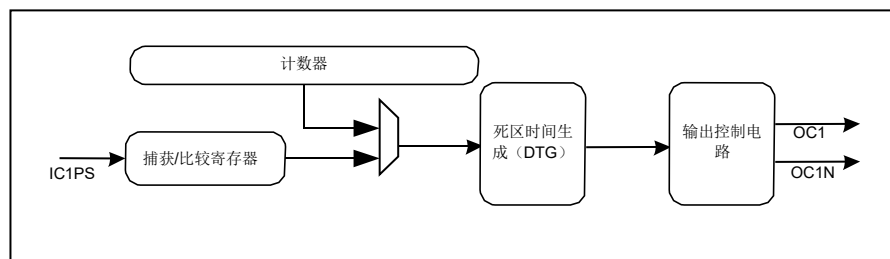 计数器
死区时间生
成（DTG）
输出控制电
路
OC1
捕获/比较寄存器
IC1PS
OC1N